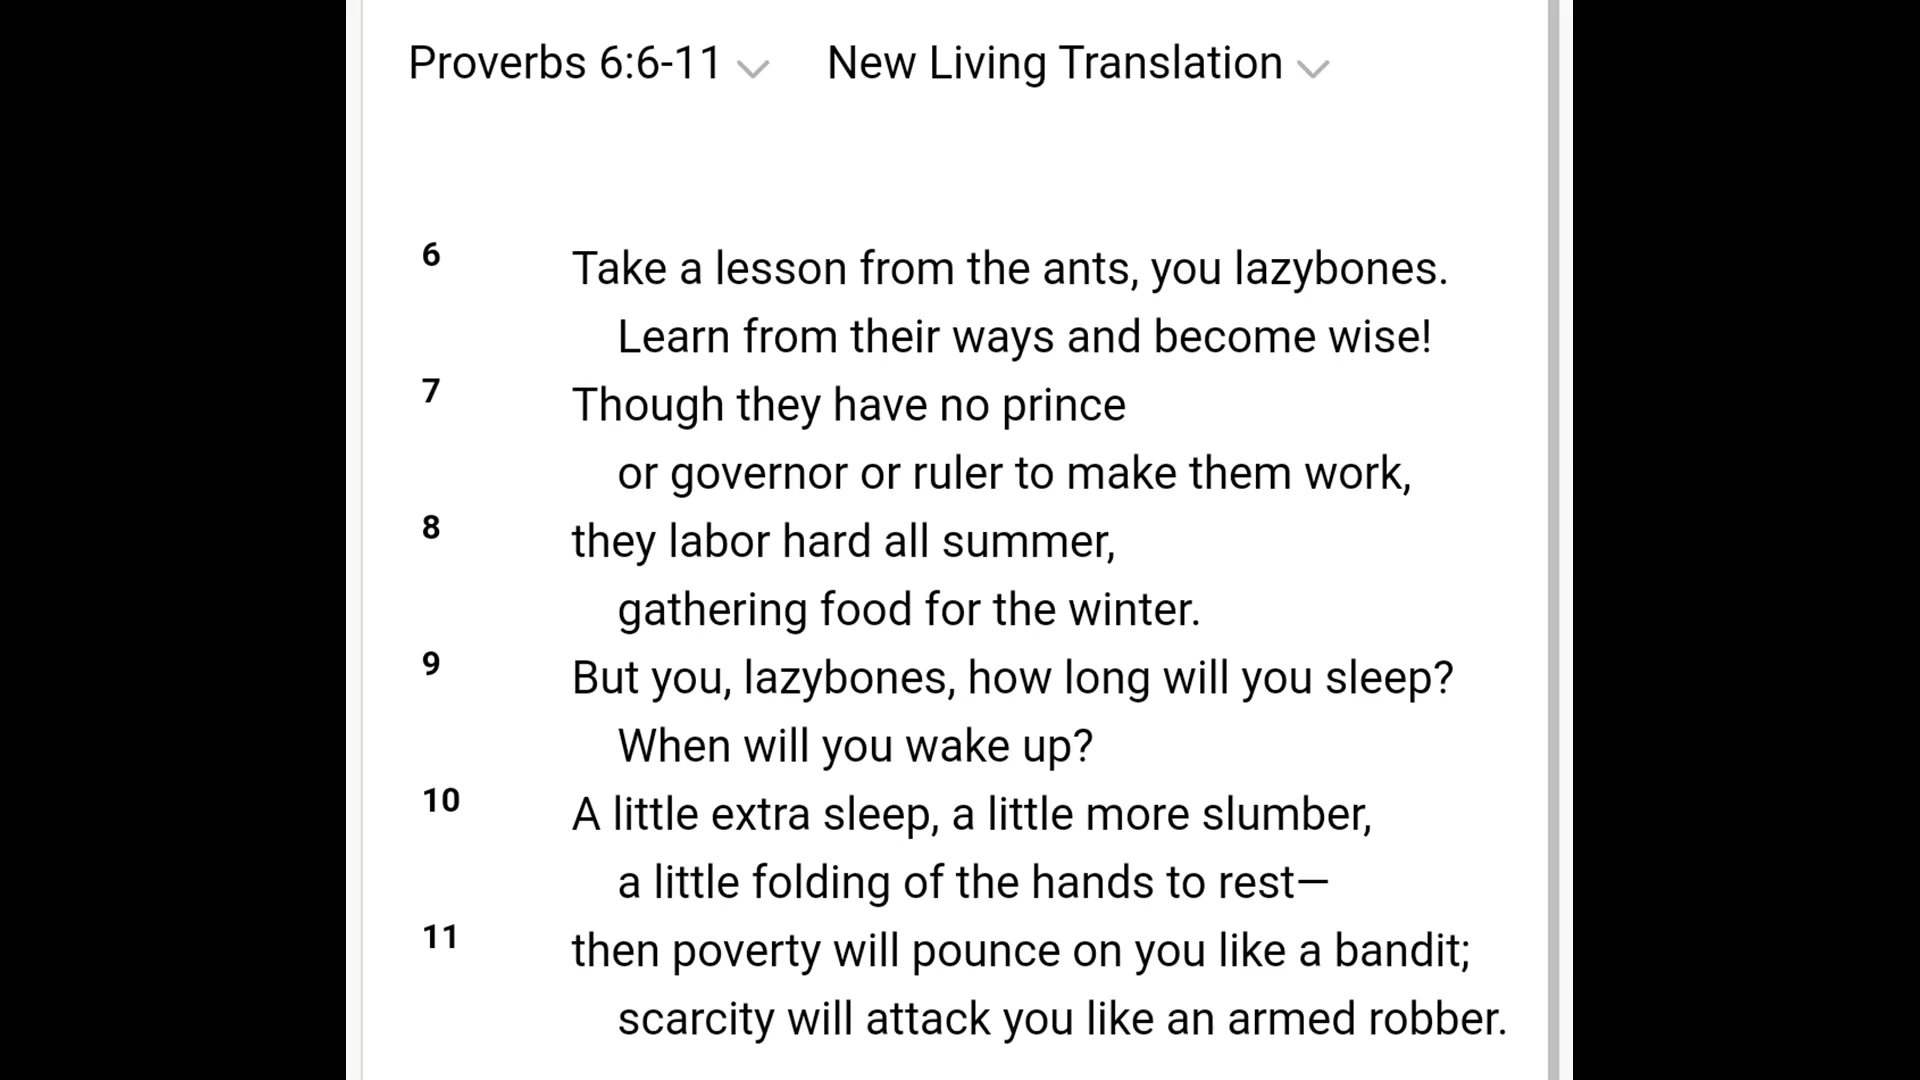 Proverbs 6:6-11 New Living Translation
6 Take a lesson from the ants, you lazybones.
Learn from their ways and become wise!
7 Though they have no prince
or governor or ruler to make them work,
8 they labor hard all summer,
gathering food for the winter.
9 But you, lazybones, how long will you sleep?
When will you wake up?
10 A little extra sleep, a little more slumber,
a little folding of the hands to rest—
11 then poverty will pounce on you like a bandit;
scarcity will attack you like an armed robber.